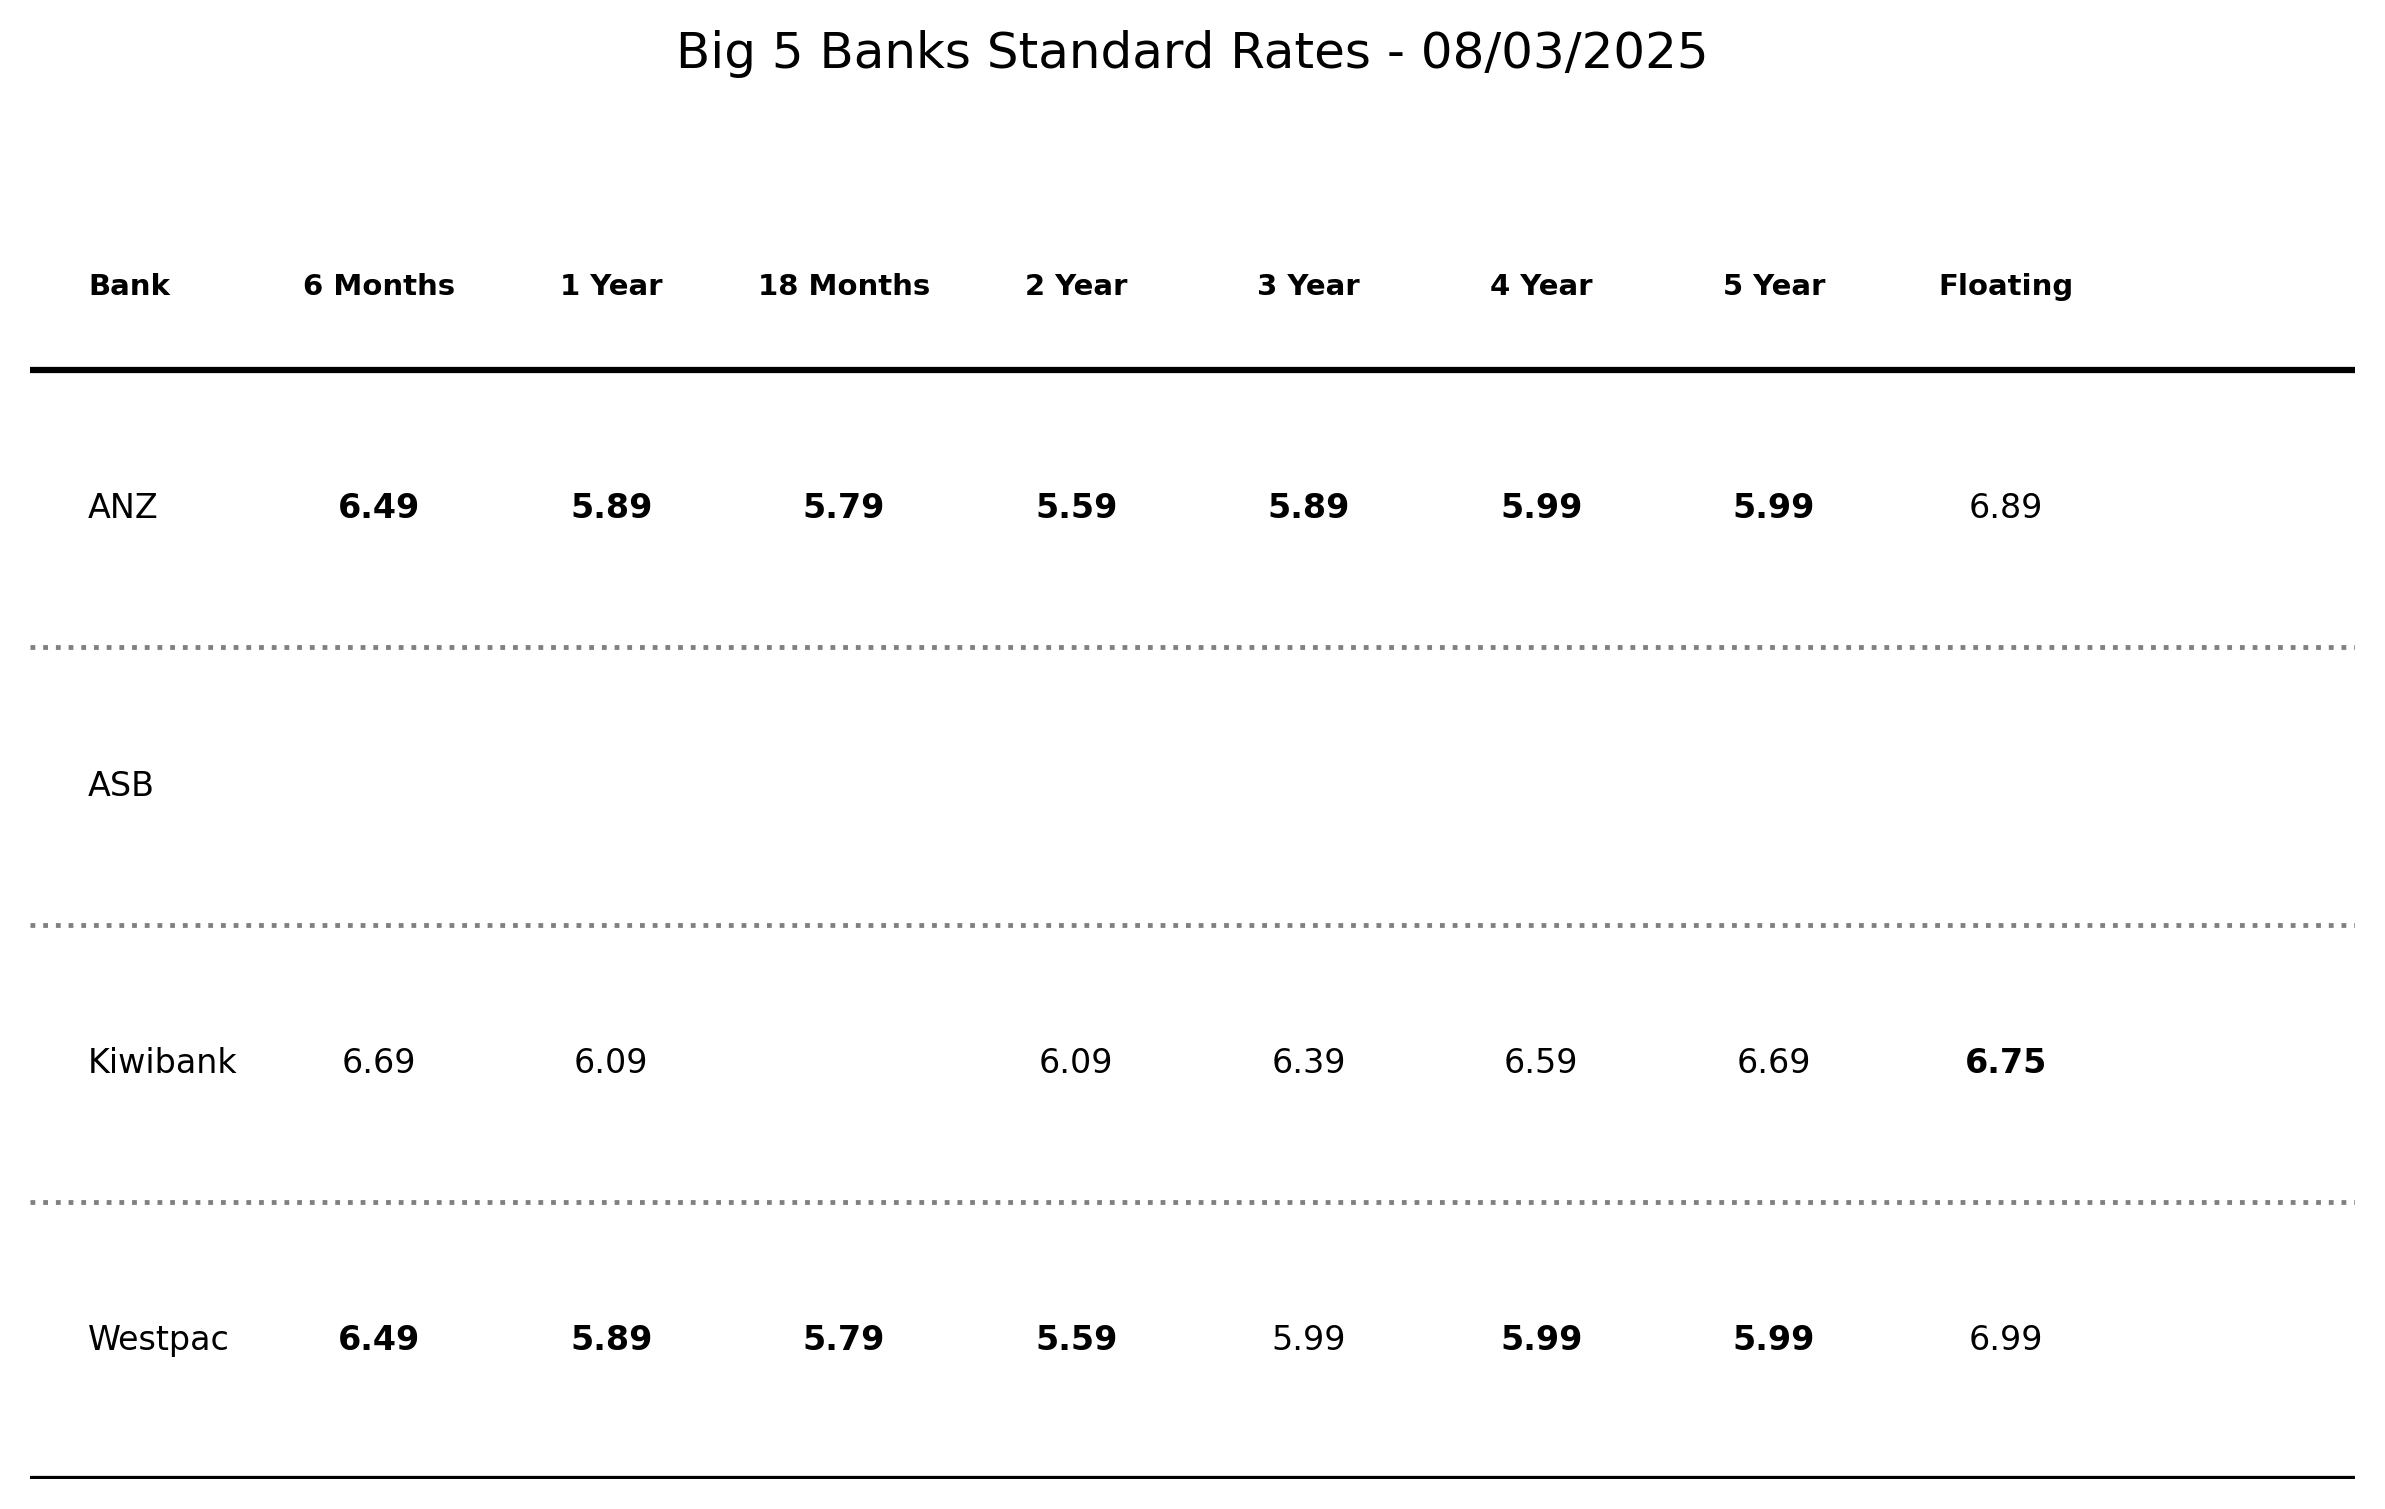 Big 5 Banks Standard Rates - 08/03/2025
Bank 6 Months 1 Year 18 Months 2 Year 3 Year 4 Year 5 Year Floating
ANZ 6.49 5.89 5.79 5.59 5.89 5.99 5.99 6.89
ASB
Kiwibank 6.69 6.09 6.09 6.39 6.59 6.69 6.75
Westpac 6.49 5.89 5.79 5.59 5.99 5.99 5.99 6.99